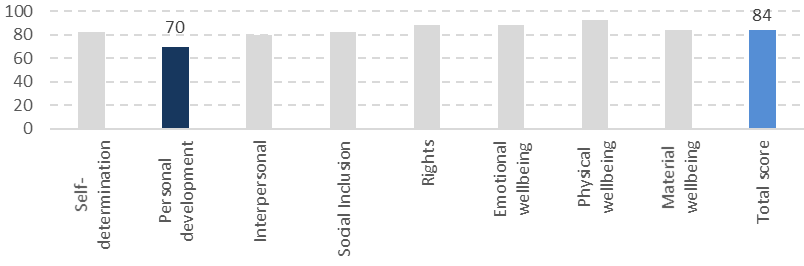 100
80
60
40
20
0
70
84
Self-
determination
Personal
development
Interpersonal
Social Inclusion
Rights
Emotional
wellbeing
Physical
wellbeing
Material
wellbeing
Total score